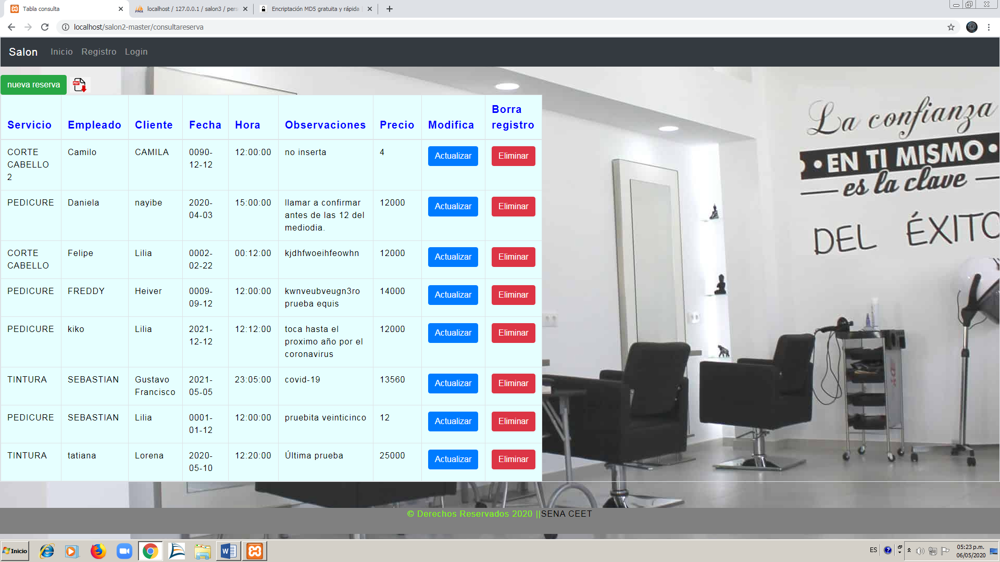 Tabla consulta
localhost / 127.0.0.1 / salon3 / pers
Encriptación MD5 gratuita y rápida
localhost/salon2-master/consultareserva
Salon Inicio Registro Login
nueva reserva
PDF
Servicio Empleado Cliente Fecha Hora Observaciones Precio Modifica Borra registro
CORTE CABELLO 2 Camilo CAMILA 0090-12-12 12:00:00 no inserta 4 Actualizar Eliminar
PEDICURE Daniela nayibe 2020-04-03 15:00:00 llamar a confirmar antes de las 12 del mediodia. 12000 Actualizar Eliminar
CORTE CABELLO Felipe Lilia 0002-02-22 00:12:00 kjdhfwoeihfeowhn 12000 Actualizar Eliminar
PEDICURE FREDDY Heiver 0009-09-12 12:00:00 kwnveubveugn3ro prueba equis 14000 Actualizar Eliminar
PEDICURE kiko Lilia 2021-12-12 12:12:00 toca hasta el proximo año por el coronavirus 12000 Actualizar Eliminar
TINTURA SEBASTIAN Gustavo Francisco 2021-05-05 23:05:00 covid-19 13560 Actualizar Eliminar
PEDICURE SEBASTIAN Lilia 0001-01-12 12:00:00 pruebita veinticinco 12 Actualizar Eliminar
TINTURA tatiana Lorena 2020-05-10 12:20:00 Última prueba 25000 Actualizar Eliminar
La confianza
• EN TI MISMO •
es la clave
DEL ÉXITO
© Derechos Reservados 2020 ||SENA CEET
Inicio
ES
05:23 p.m.
06/05/2020